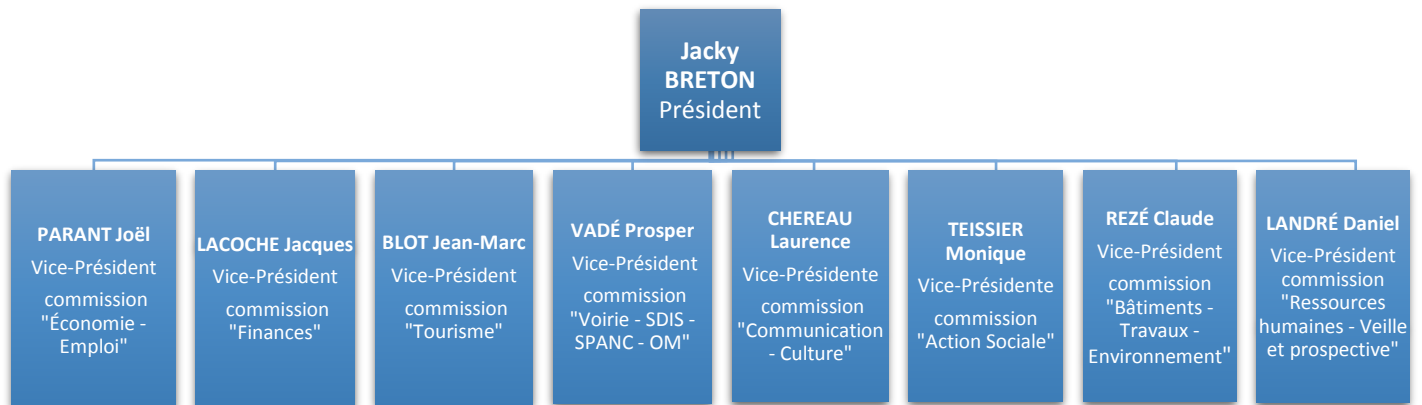 Jacky
BRETON
Président
PARANT Joël
Vice-Président
commission
"Économie -
Emploi"
LACOCHE Jacques
Vice-Président
commission
"Finances"
BLOT Jean-Marc
Vice-Président
commission
"Tourisme"
VADÉ Prosper
Vice-Président
commission
"Voirie - SDIS -
SPANC - OM"
CHEREAU
Laurence
Vice-Présidente
commission
"Communication
- Culture"
TEISSIER
Monique
Vice-Présidente
commission
"Action Sociale"
REZÉ Claude
Vice-Président
commission
"Bâtiments -
Travaux -
Environnement"
LANDRÉ Daniel
Vice-Président
commission
"Ressources
humaines - Veille
et prospective"